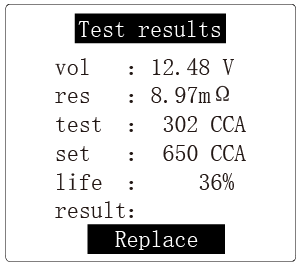 Test results
vol : 12.48 V
res : 8.97mΩ
test : 302 CCA
set : 650 CCA
life : 36%
result:
Replace